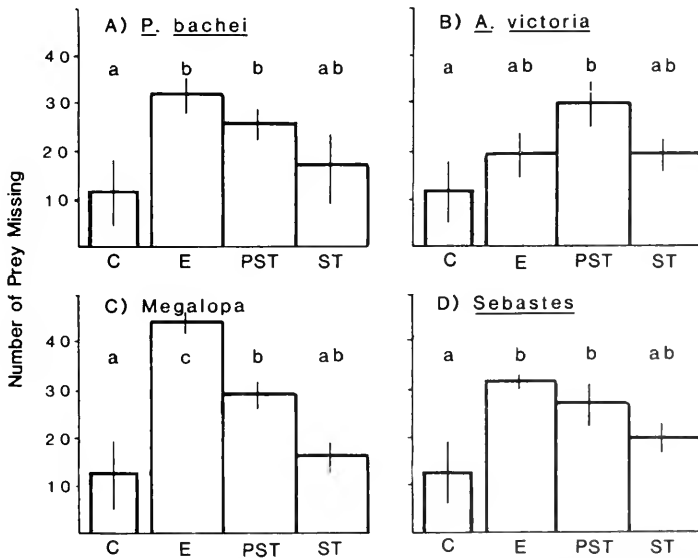 Number of Prey Missing
A) P. bachei
40
30
20
10
a b b ab
C E PST ST
B) A. victoria
a ab b ab
C E PST ST
C) Megalopa
40
30
20
10
a c b ab
C E PST ST
D) Sebastes
a b b ab
C E PST ST